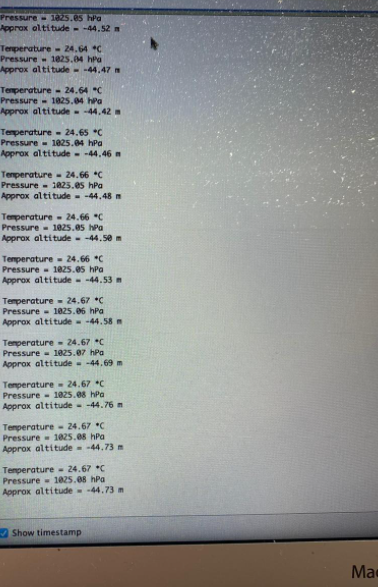 Pressure = 1025.05 hPa
Approx altitude = -44.52 m
Temperature = 24.64 *C
Pressure = 1025.04 hPa
Approx altitude = -44.47 m
Temperature = 24.64 *C
Pressure = 1025.04 hPa
Approx altitude = -44.42 m
Temperature = 24.65 *C
Pressure = 1025.04 hPa
Approx altitude = -44.46 m
Temperature = 24.66 *C
Pressure = 1025.05 hPa
Approx altitude = -44.48 m
Temperature = 24.66 *C
Pressure = 1025.05 hPa
Approx altitude = -44.50 m
Temperature = 24.66 *C
Pressure = 1025.05 hPa
Approx altitude = -44.53 m
Temperature = 24.67 *C
Pressure = 1025.06 hPa
Approx altitude = -44.58 m
Temperature = 24.67 *C
Pressure = 1025.07 hPa
Approx altitude = -44.69 m
Temperature = 24.67 *C
Pressure = 1025.08 hPa
Approx altitude = -44.76 m
Temperature = 24.67 *C
Pressure = 1025.08 hPa
Approx altitude = -44.73 m
Temperature = 24.67 *C
Pressure = 1025.08 hPa
Approx altitude = -44.73 m
Show timestamp
Mac